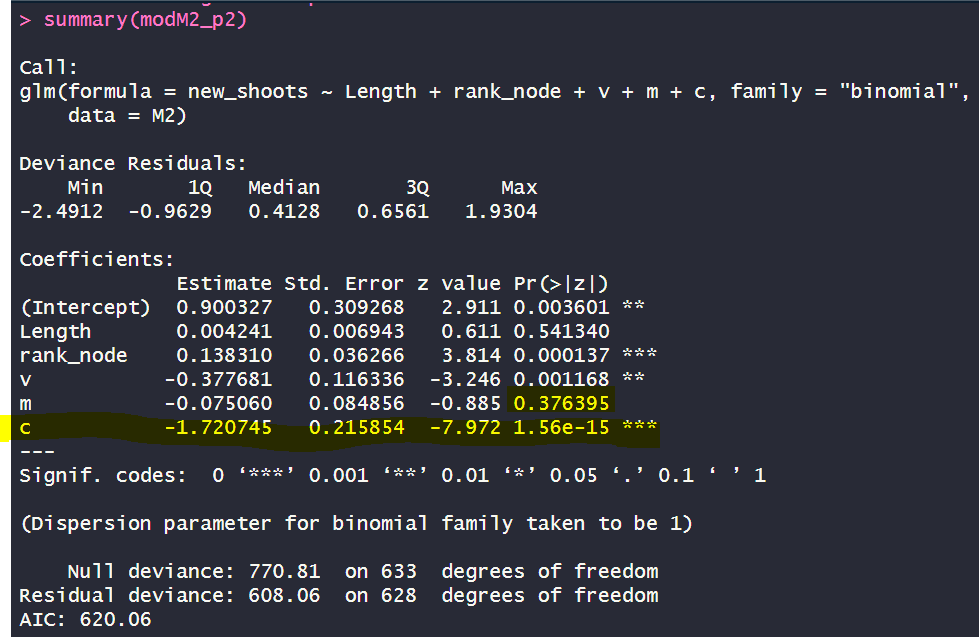 > summary(modM2_p2)
Call:
glm(formula = new_shoots ~ Length + rank_node + v + m + c, family = "binomial",
    data = M2)
Deviance Residuals:
    Min      1Q  Median      3Q     Max
-2.4912 -0.9629  0.4128  0.6561  1.9304
Coefficients:
             Estimate Std. Error z value Pr(>|z|)
(Intercept)  0.900327   0.309268   2.911 0.003601 **
Length       0.004241   0.006943   0.611 0.541340
rank_node    0.138310   0.036266   3.814 0.000137 ***
v           -0.377681   0.116336  -3.246 0.001168 **
m           -0.075060   0.084856  -0.885 0.376395
c           -1.720745   0.215854  -7.972 1.56e-15 ***
---
Signif. codes:  0 ‘***’ 0.001 ‘**’ 0.01 ‘*’ 0.05 ‘.’ 0.1 ‘ ’ 1
(Dispersion parameter for binomial family taken to be 1)
    Null deviance: 770.81  on 633  degrees of freedom
Residual deviance: 608.06  on 628  degrees of freedom
AIC: 620.06